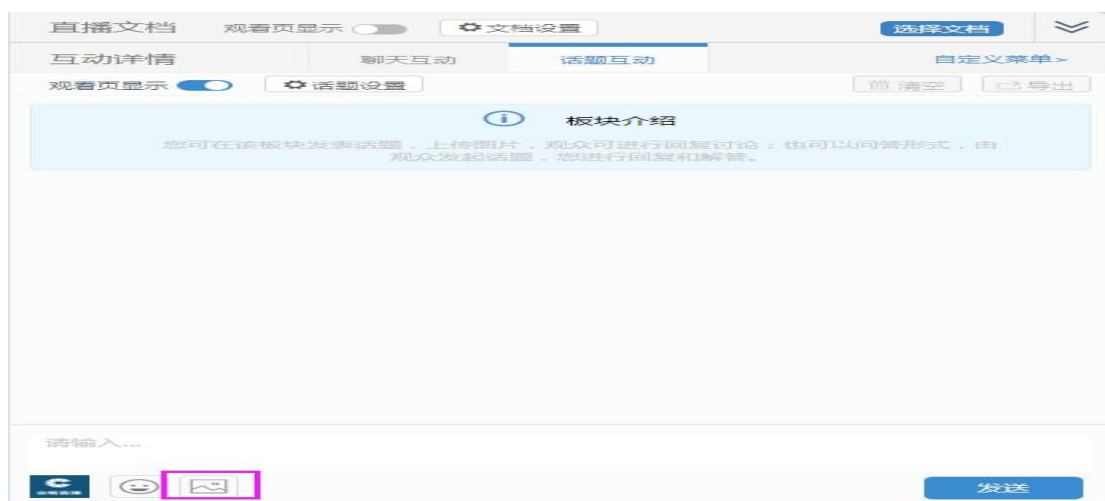 直播文档 观看页显示 文档设置 选择文档
互动详情 聊天互动 话题互动 自定义菜单>
观看页显示 话题设置 清空 导出
板块介绍
您可在该板块发表话题，上传图片，观众可进行回复讨论；也可以问答形式，由
观众发起话题，您进行回复和解答。
请输入...
发送